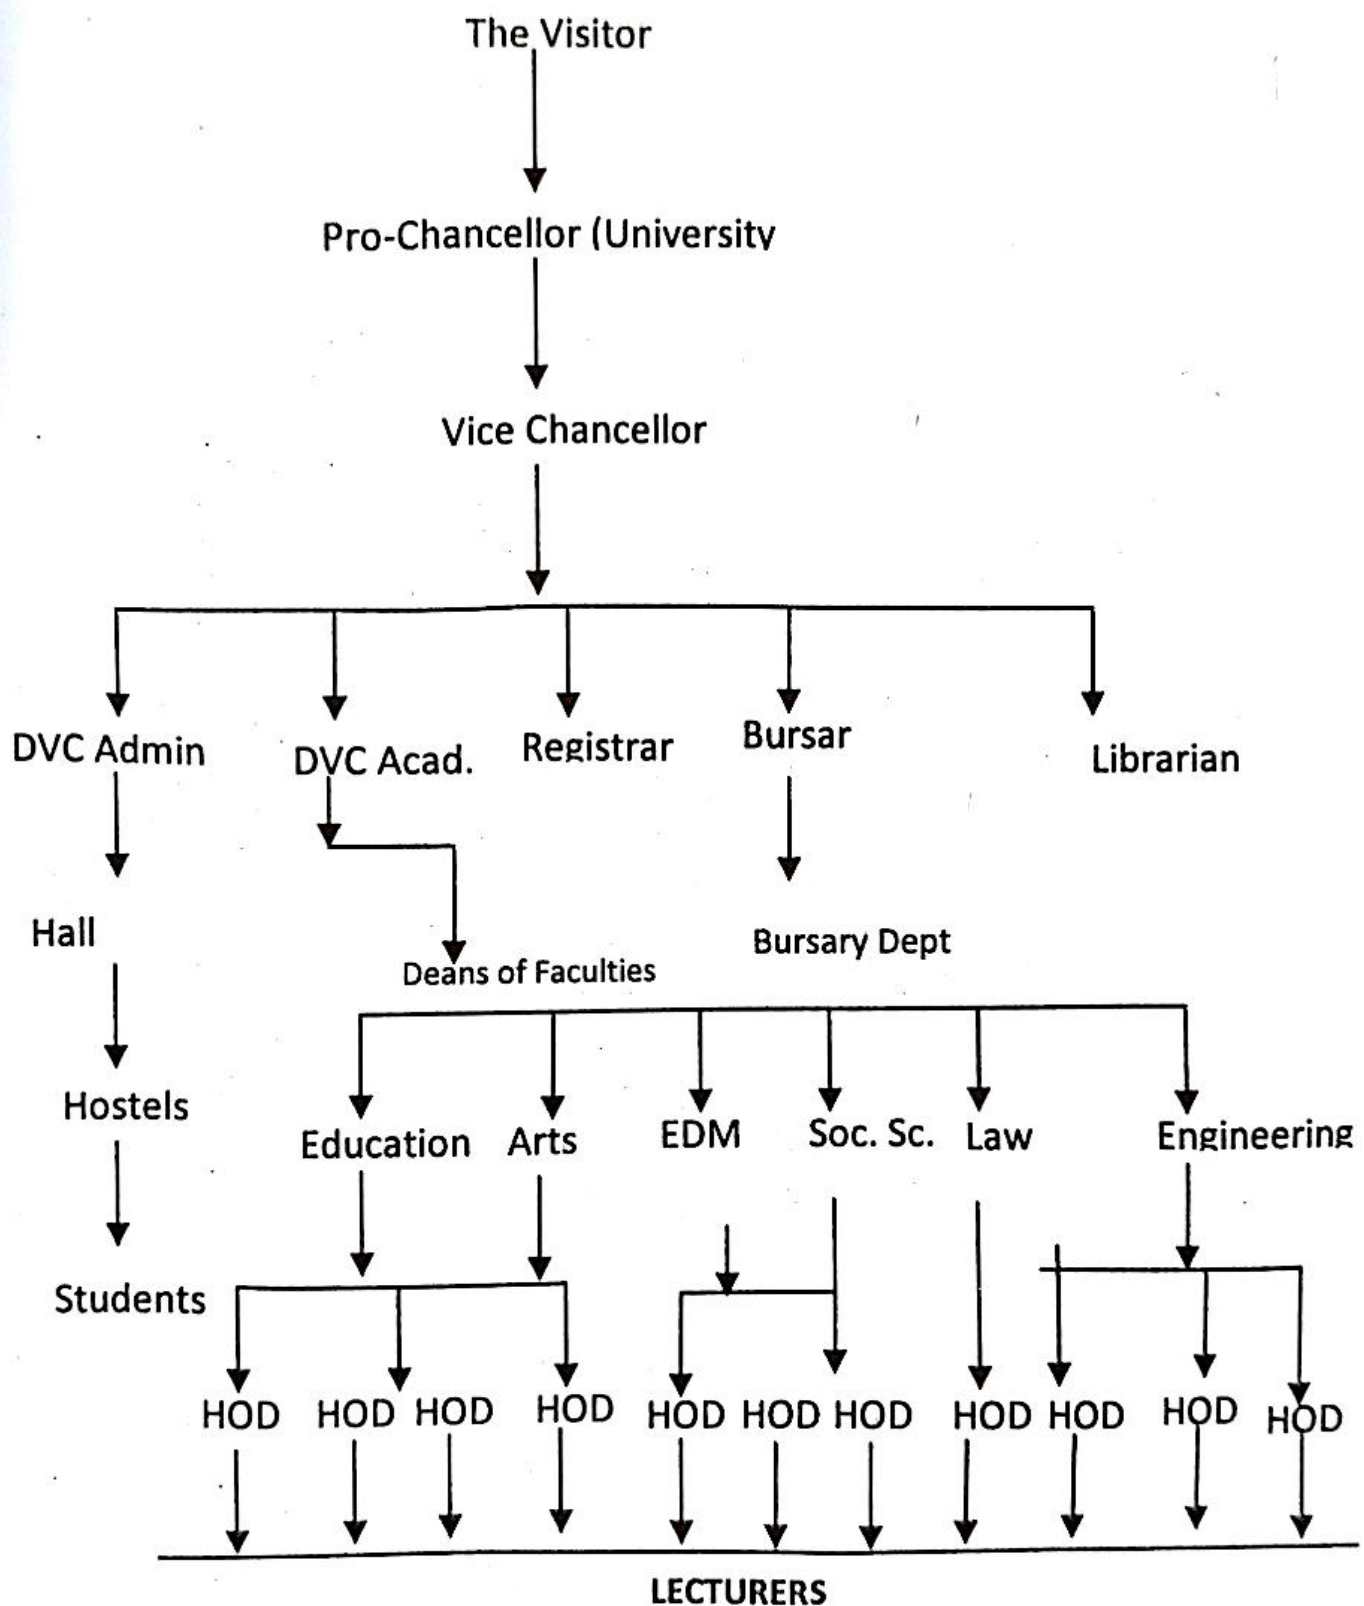 The Visitor
Pro-Chancellor (University
Vice Chancellor
DVC Admin
DVC Acad.
Registrar
Bursar
Librarian
Hall
Deans of Faculties
Bursary Dept
Hostels
Education
Arts
EDM
Soc. Sc.
Law
Engineering
Students
HOD HOD HOD HOD HOD HOD HOD HOD HOD HOD HOD
LECTURERS